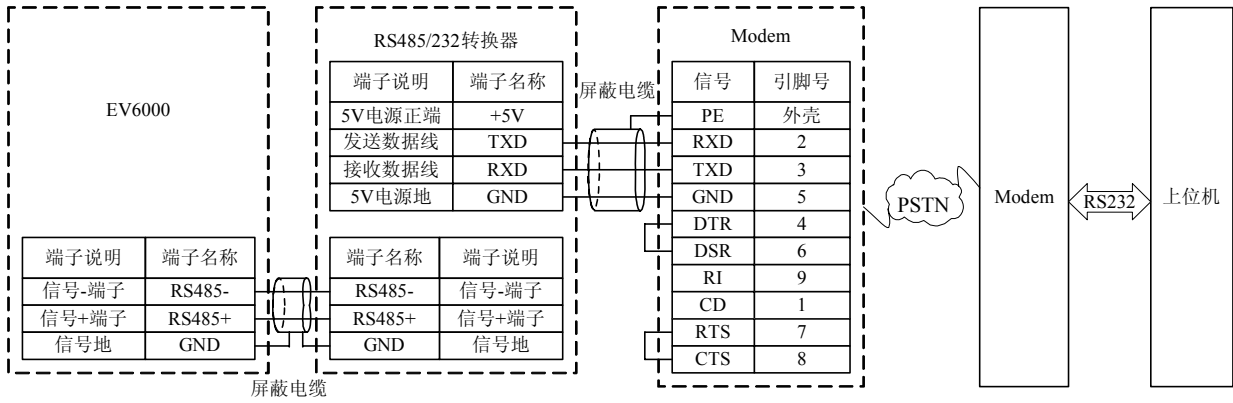 EV6000
端子说明 端子名称
信号-端子 RS485-
信号+端子 RS485+
信号地 GND
屏蔽电缆
RS485/232转换器
端子说明 端子名称
5V电源正端 +5V
发送数据线 TXD
接收数据线 RXD
5V电源地 GND
端子名称 端子说明
RS485- 信号-端子
RS485+ 信号+端子
GND 信号地
屏蔽电缆
Modem
信号 引脚号
PE 外壳
RXD 2
TXD 3
GND 5
DTR 4
DSR 6
RI 9
CD 1
RTS 7
CTS 8
PSTN
Modem
RS232
上位机